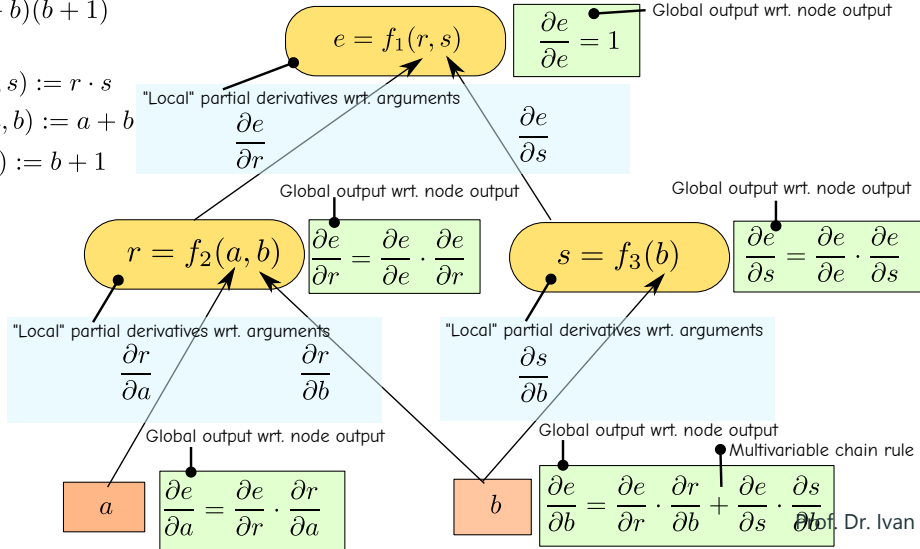 b)(b + 1)
e = f₁(r, s)
∂e/∂e = 1
Global output wrt. node output
s) := r · s
, b) := a + b
) := b + 1
"Local" partial derivatives wrt. arguments
∂e/∂r
∂e/∂s
Global output wrt. node output
Global output wrt. node output
r = f₂(a, b)
∂e/∂r = ∂e/∂e · ∂e/∂r
s = f₃(b)
∂e/∂s = ∂e/∂e · ∂e/∂s
"Local" partial derivatives wrt. arguments
∂r/∂a
∂r/∂b
"Local" partial derivatives wrt. arguments
∂s/∂b
Global output wrt. node output
Global output wrt. node output
Multivariable chain rule
a
∂e/∂a = ∂e/∂r · ∂r/∂a
b
∂e/∂b = ∂e/∂r · ∂r/∂b + ∂e/∂s · ∂s/∂b
Prof. Dr. Ivan